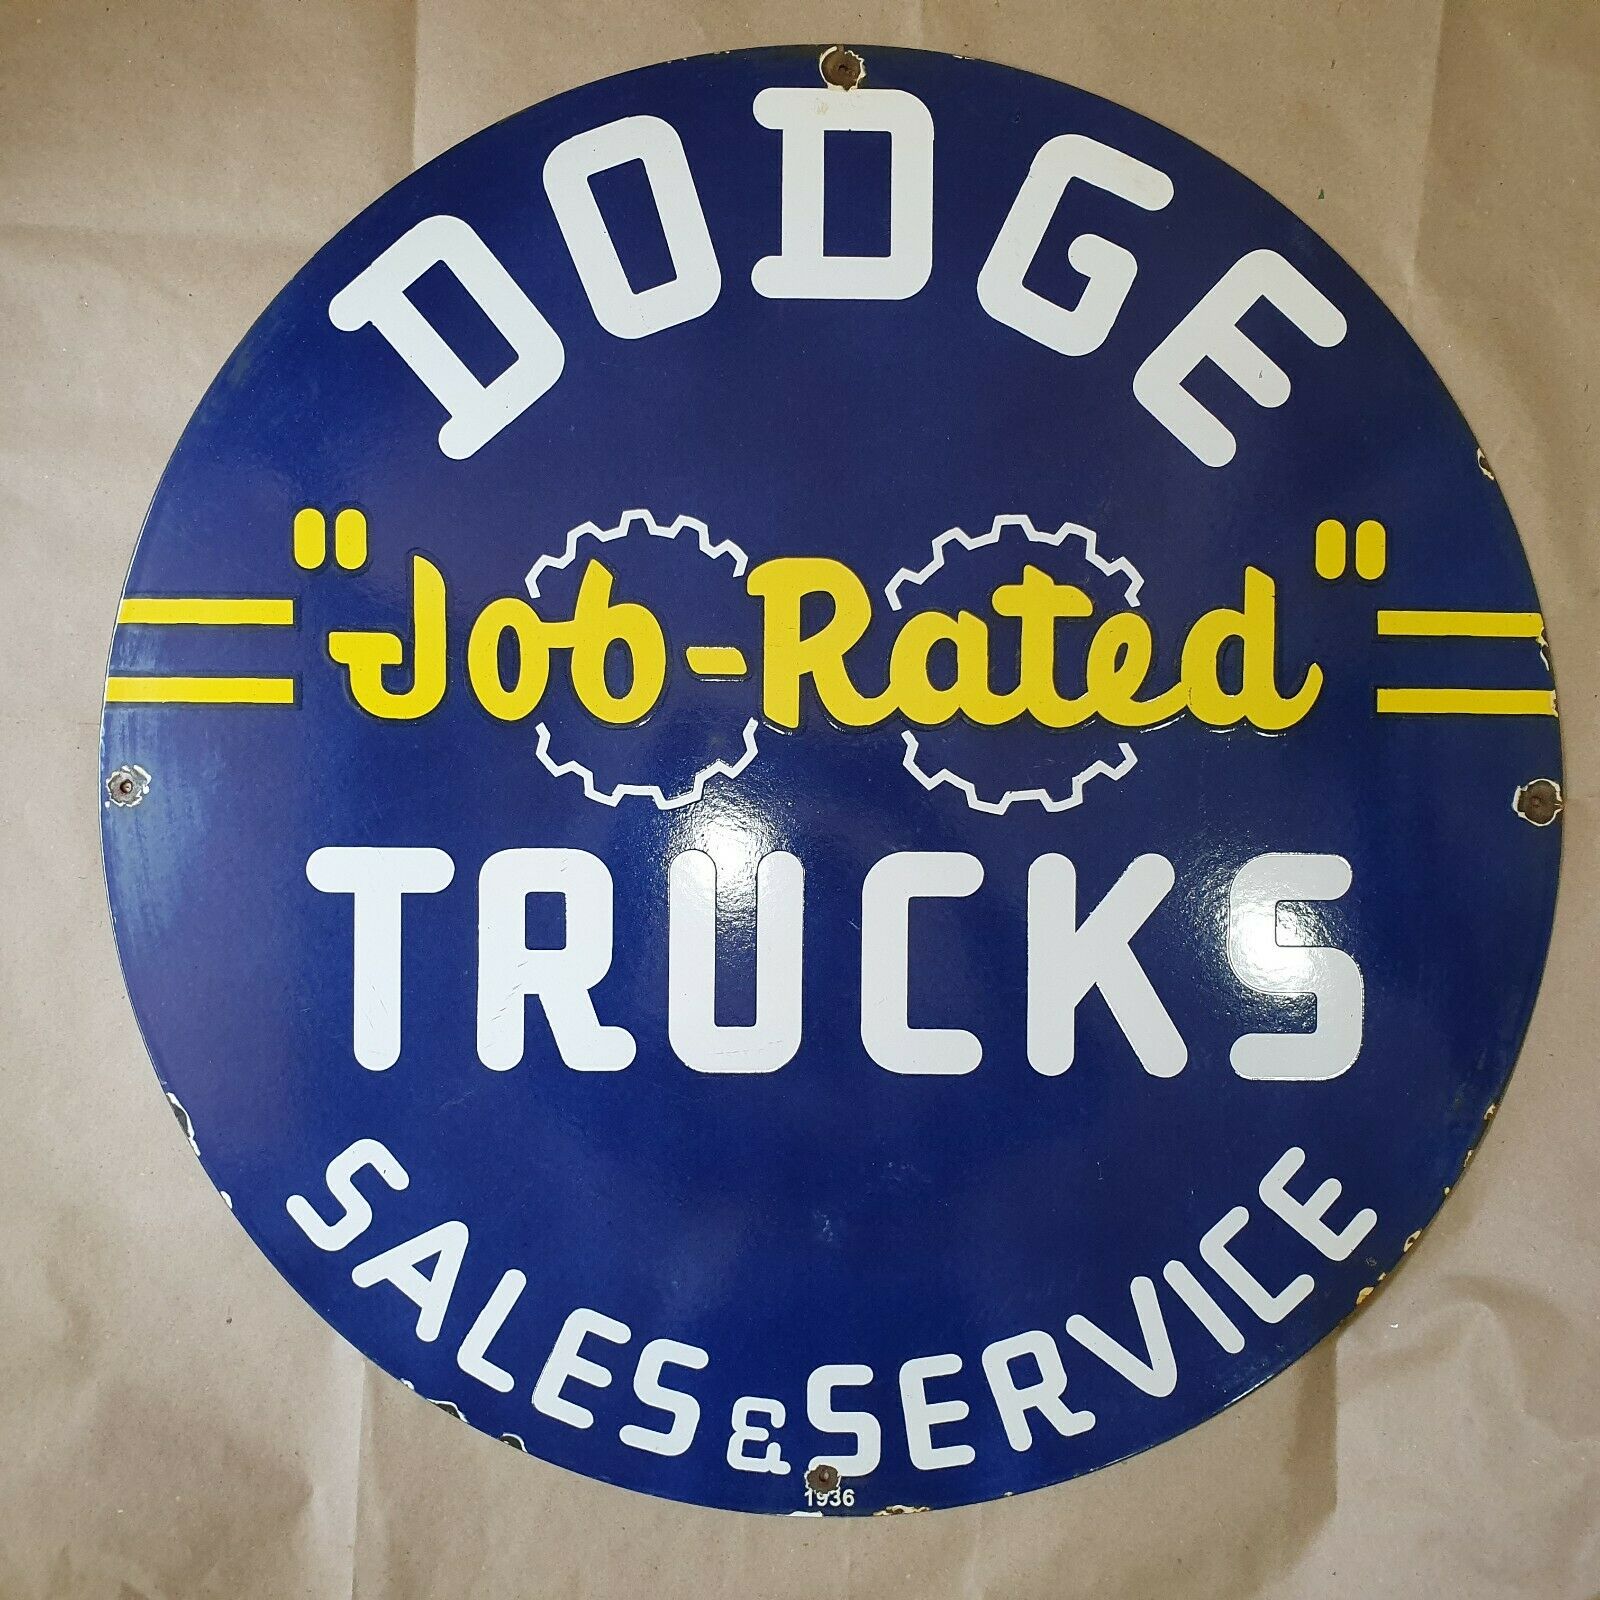 DODGE
"Job-Rated"
TRUCKS
SALES & SERVICE
1936